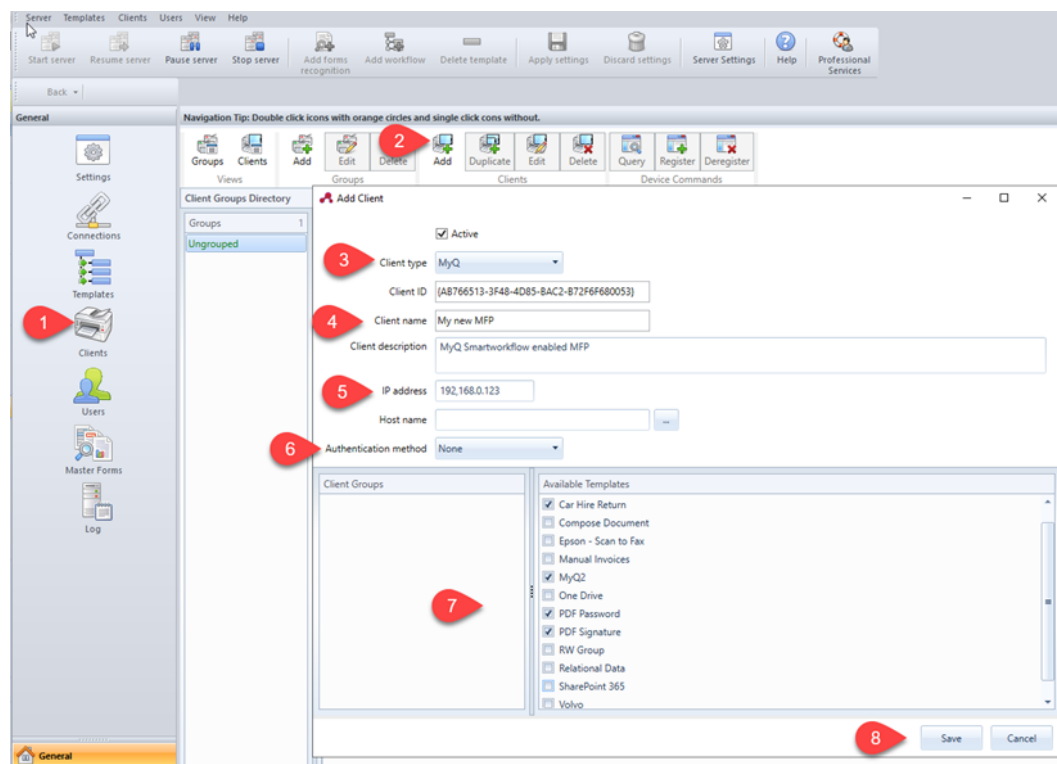 Server Templates Clients Users View Help
Start server Resume server Pause server Stop server Add forms recognition Add workflow Delete template Apply settings Discard settings Server Settings Help Professional Services
Back
General
Navigation Tip: Double click icons with orange circles and single click cons without.
Settings
Connections
Templates
1
Clients
Users
Master Forms
Log
General
Groups Clients Add Edit Delete 2 Add Duplicate Edit Delete Query Register Deregister
Views Groups Clients Device Commands
Client Groups Directory
Groups 1
Ungrouped
Add Client
Active
3 Client type MyQ
Client ID {AB766513-3F48-4D85-BAC2-B72F6F680053}
4 Client name My new MFP
Client description MyQ Smartworkflow enabled MFP
5 IP address 192,168.0.123
Host name ...
6 Authentication method None
Client Groups
7
Available Templates
Car Hire Return
Compose Document
Epson - Scan to Fax
Manual Invoices
MyQ2
One Drive
PDF Password
PDF Signature
RW Group
Relational Data
SharePoint 365
Volvo
8 Save Cancel